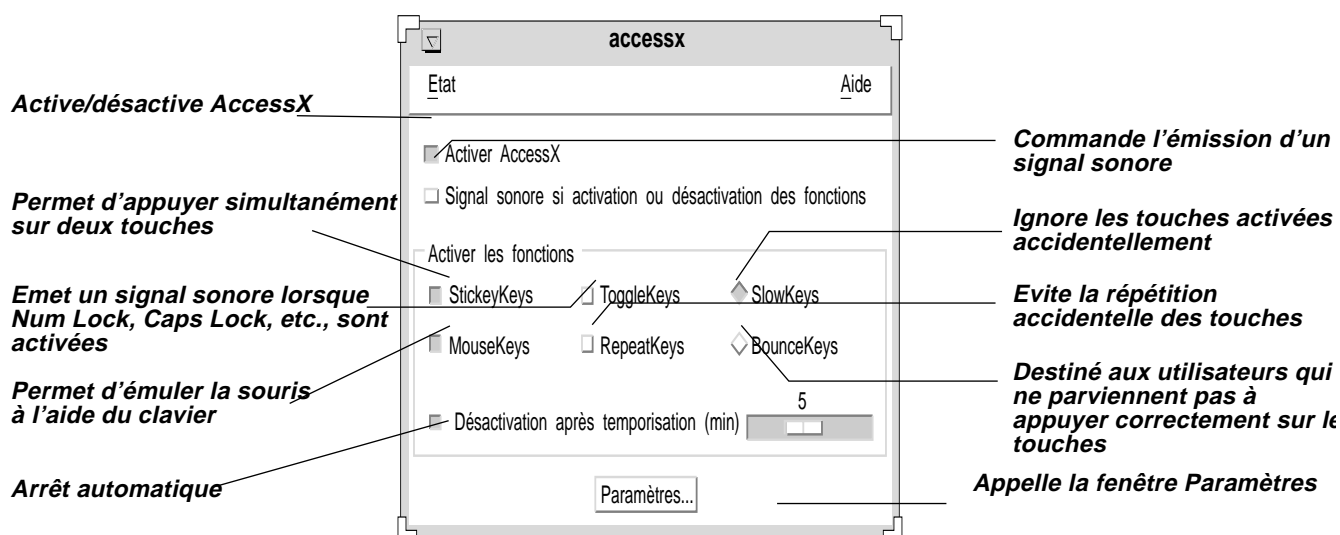 accessx
Etat
Aide
Active/désactive AccessX
Activer AccessX
Commande l'émission d'un
signal sonore
Signal sonore si activation ou désactivation des fonctions
Permet d'appuyer simultanément
sur deux touches
Ignore les touches activées
accidentellement
Activer les fonctions
StickeyKeys
ToggleKeys
SlowKeys
Emet un signal sonore lorsque
Num Lock, Caps Lock, etc., sont
activées
Evite la répétition
accidentelle des touches
MouseKeys
RepeatKeys
BounceKeys
Permet d'émuler la souris
à l'aide du clavier
Destiné aux utilisateurs qui
ne parviennent pas à
appuyer correctement sur le
touches
5
Désactivation après temporisation (min)
Arrêt automatique
Paramètres...
Appelle la fenêtre Paramètres